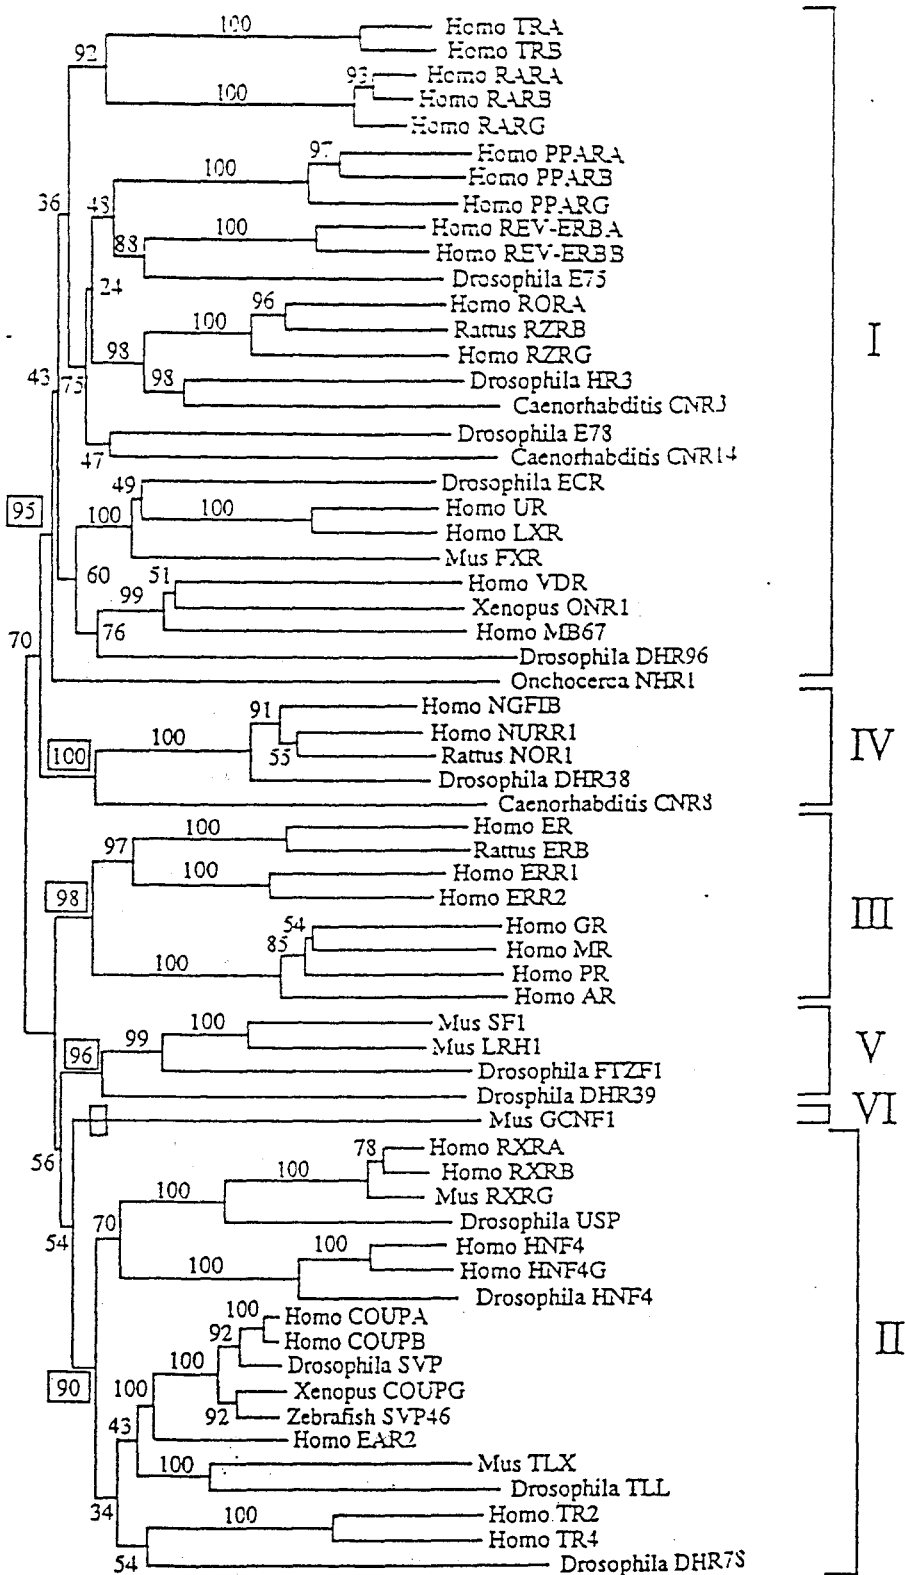 100
Homo TRA
92
Homo TRB
93
Homo RARA
100
Homo RARB
Homo RARG
97
Homo PPARA
100
Homo PPARB
36
48
Homo PPARG
100
Homo REV-ERBA
88
Homo REV-ERBB
Drosophila E75
24
96
Homo RORA
100
Rattus RZRB
98
Homo RZRG
I
43
75
98
Drosophila HR3
Caenorhabditis CNR3
Drosophila E78
47
Caenorhabditis CNR14
49
Drosophila ECR
95
100
100
Homo UR
Homo LXR
Mus FXR
60
51
Homo VDR
99
Xenopus ONR1
70
76
Homo MB67
Drosophila DHR96
Onchocerca NHR1
91
Homo NGFIB
100
100
Homo NURR1
IV
55
Rattus NOR1
Drosophila DHR38
Caenorhabditis CNR8
100
Homo ER
97
Rattus ERB
100
Homo ERR1
98
Homo ERR2
III
54
Homo GR
85
Homo MR
100
Homo PR
Homo AR
100
Mus SF1
96
99
Mus LRH1
V
Drosophila FTZF1
Drosphila DHR39
VI
Mus GCNF1
56
78
Homo RXRA
100
Homo RXRB
100
Mus RXRG
70
Drosophila USP
54
100
Homo HNF4
100
Homo HNF4G
Drosophila HNF4
100
Homo COUPA
92
Homo COUPB
II
100
Drosophila SVP
90
100
Xenopus COUPG
92
Zebrafish SVP46
43
Homo EAR2
100
Mus TLX
Drosophila TLL
34
100
Homo TR2
Homo TR4
54
Drosophila DHR78